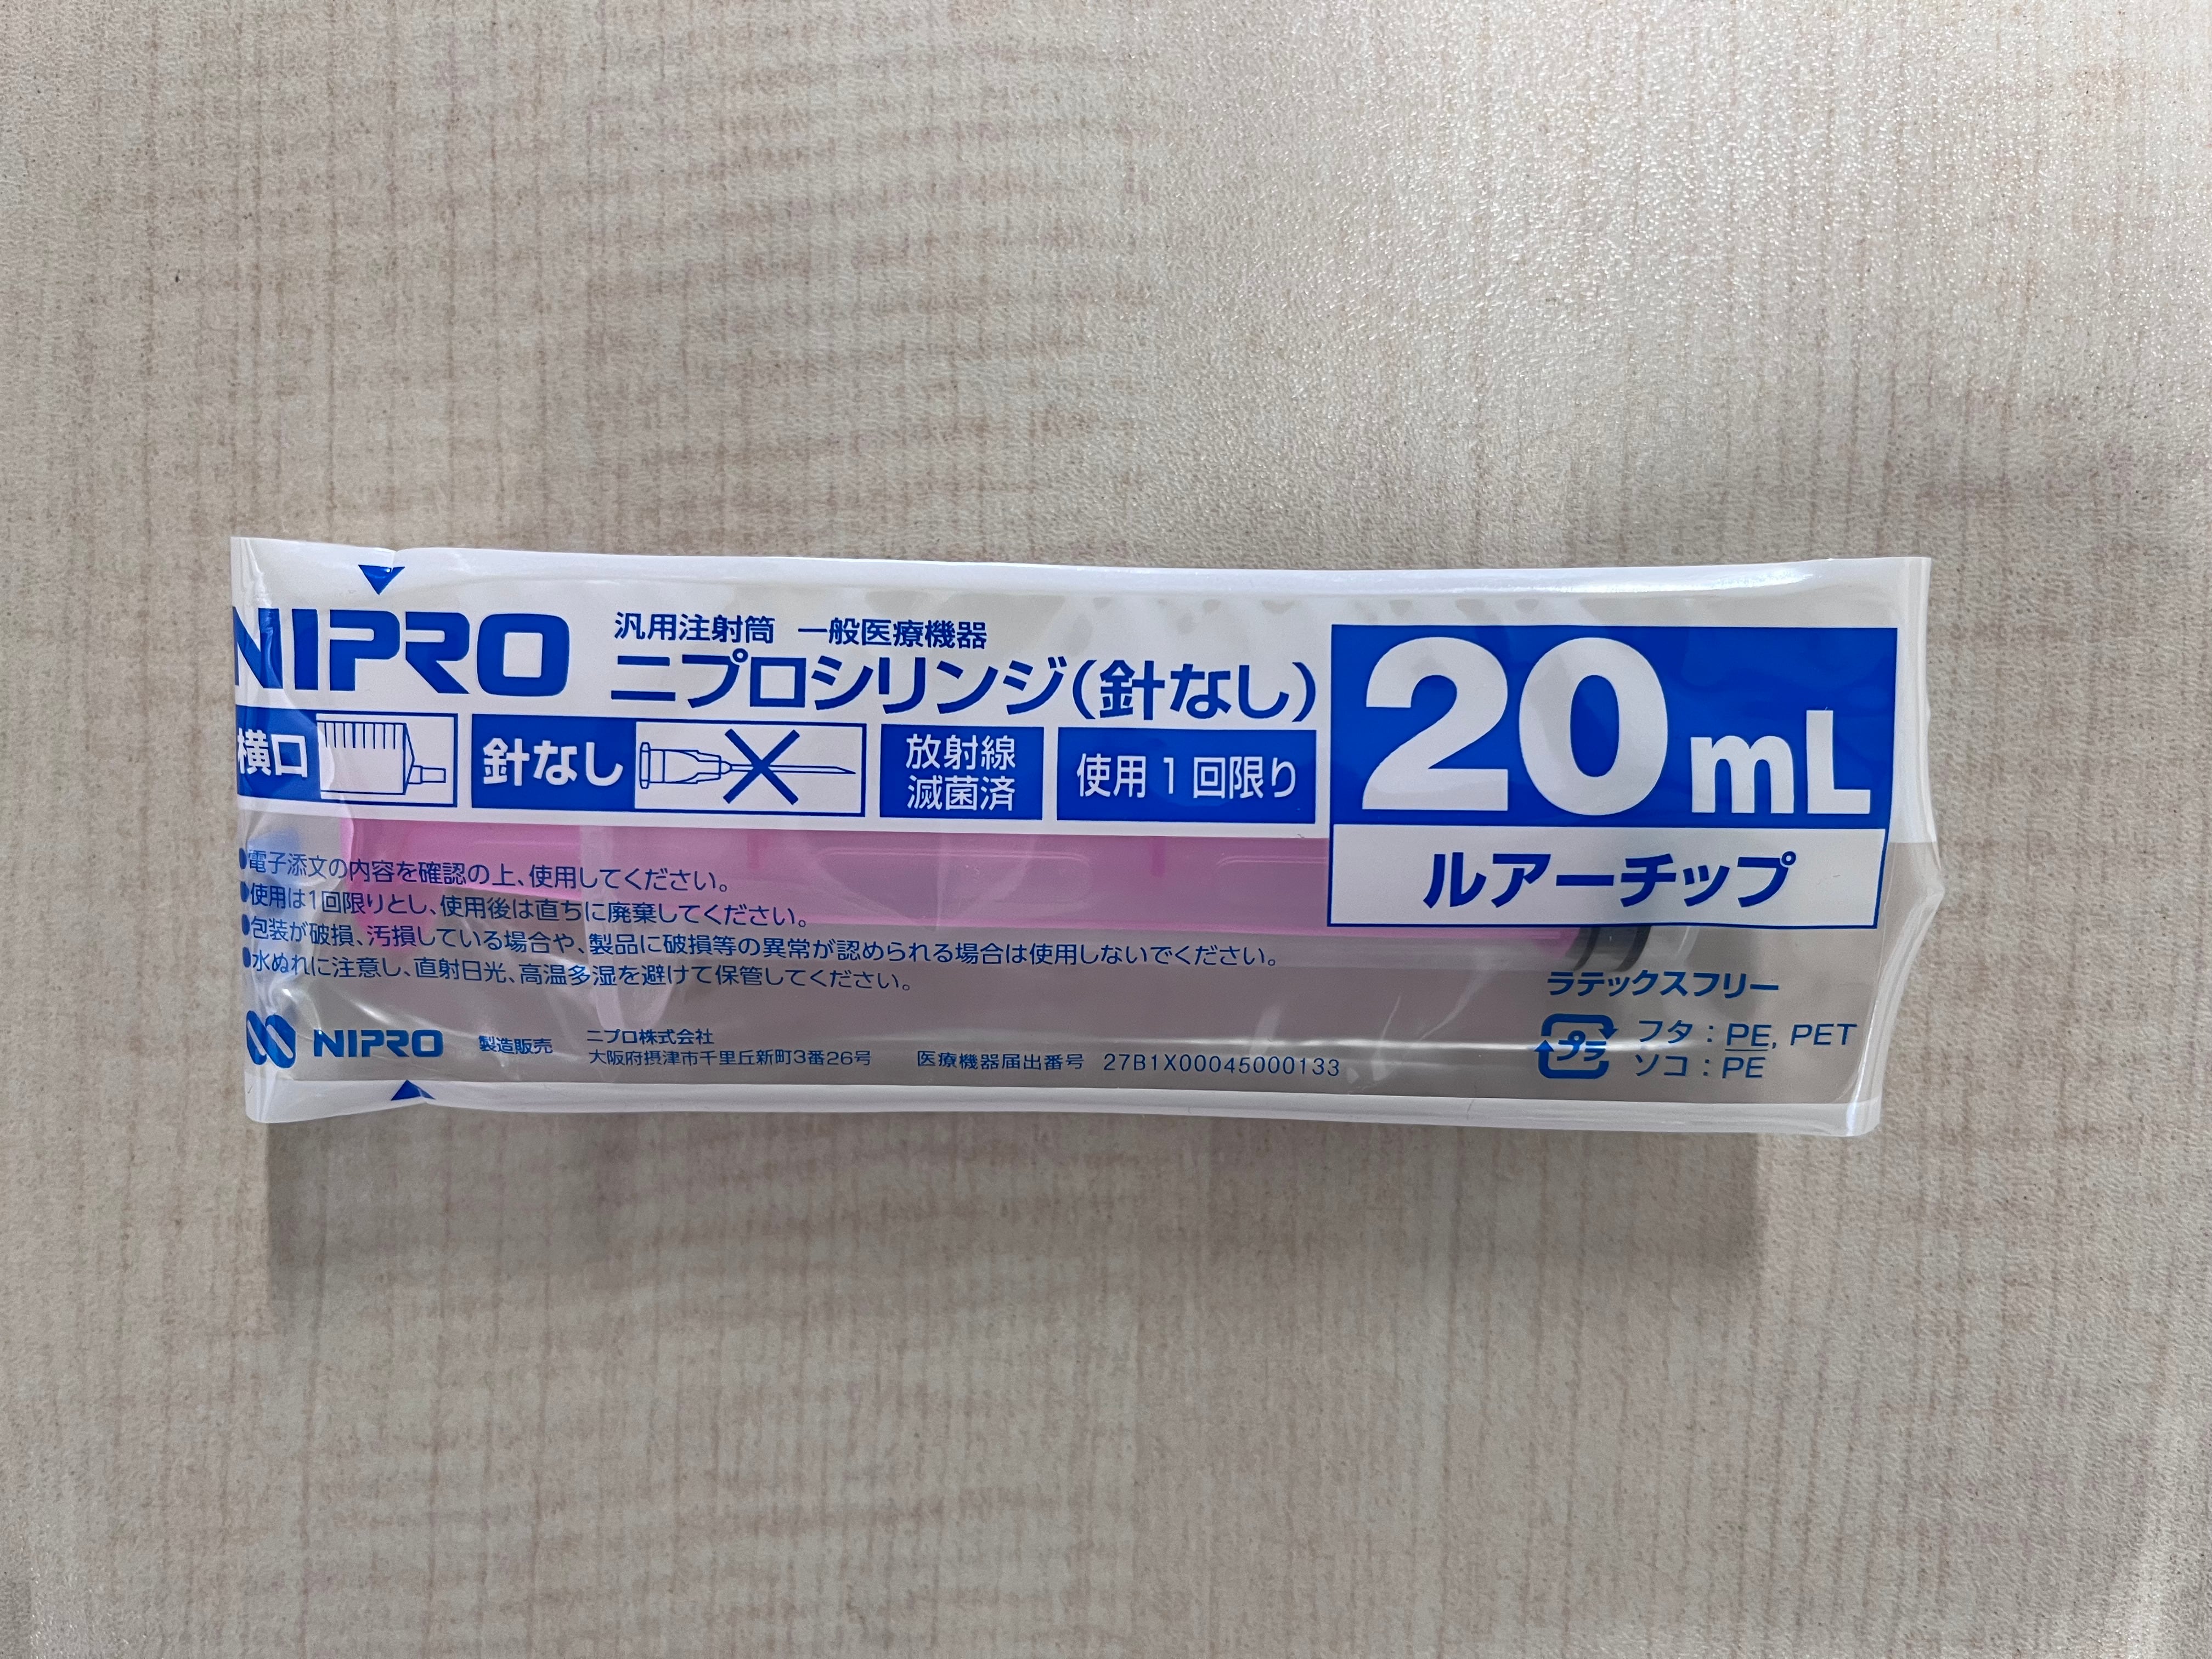 NIPRO
汎用注射筒 一般医療機器
ニプロシリンジ(針なし)
20mL
横口
針なし
放射線
滅菌済
使用1回限り
ルアーチップ
●電子添文の内容を確認の上、使用してください。
●使用は1回限りとし、使用後は直ちに廃棄してください。
●包装が破損、汚損している場合や、製品に破損等の異常が認められる場合は使用しないでください。
●水ぬれに注意し、直射日光、高温多湿を避けて保管してください。
ラテックスフリー
NIPRO 製造販売 ニプロ株式会社
大阪府摂津市千里丘新町3番26号 医療機器届出番号 27B1X00045000133
プラ
フタ:PE, PET
ソコ:PE